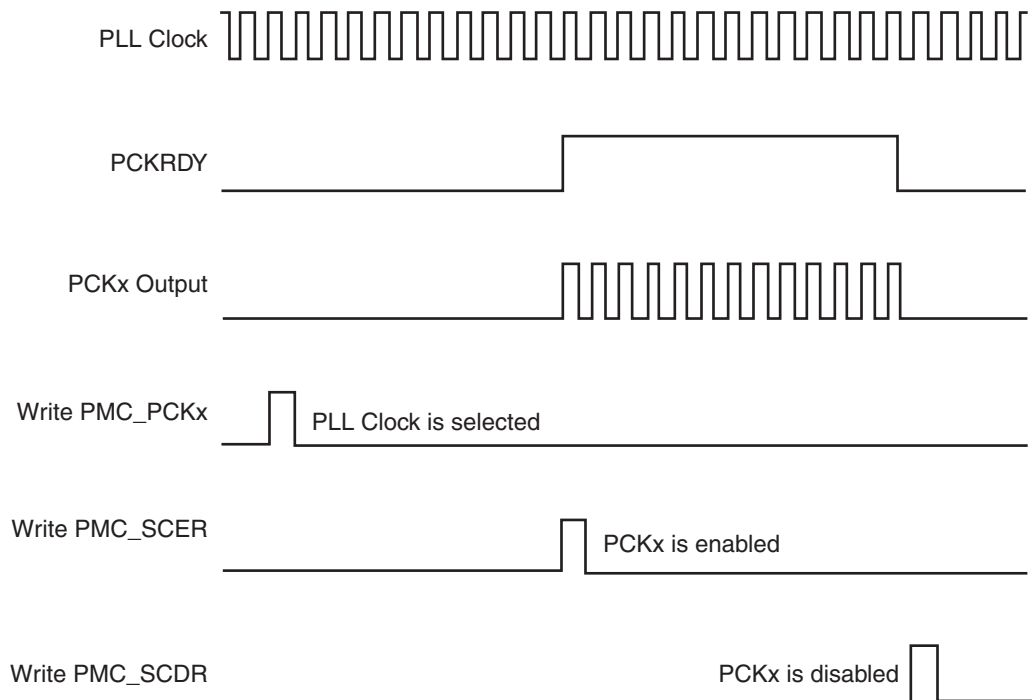 PLL Clock
PCKRDY
PCKx Output
Write PMC_PCKx
PLL Clock is selected
Write PMC_SCER
PCKx is enabled
Write PMC_SCDR
PCKx is disabled